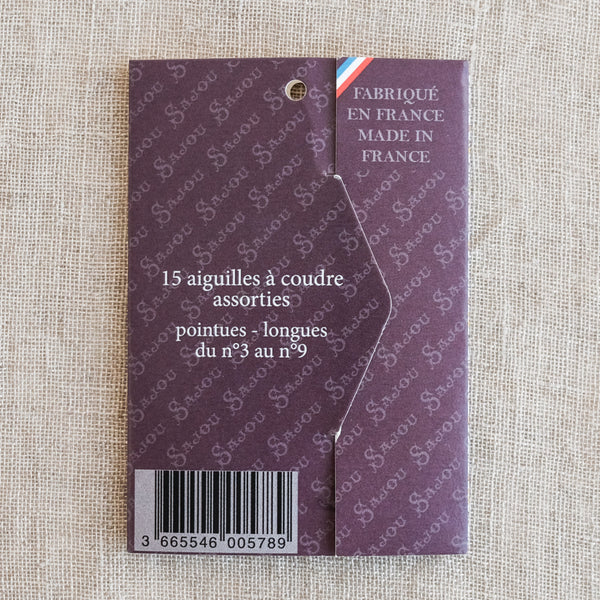 FABRIQUÉ
EN FRANCE
MADE IN
FRANCE
SAJOU
15 aiguilles à coudre
assorties
pointues - longues
du n°3 au n°9
3 665546 005789